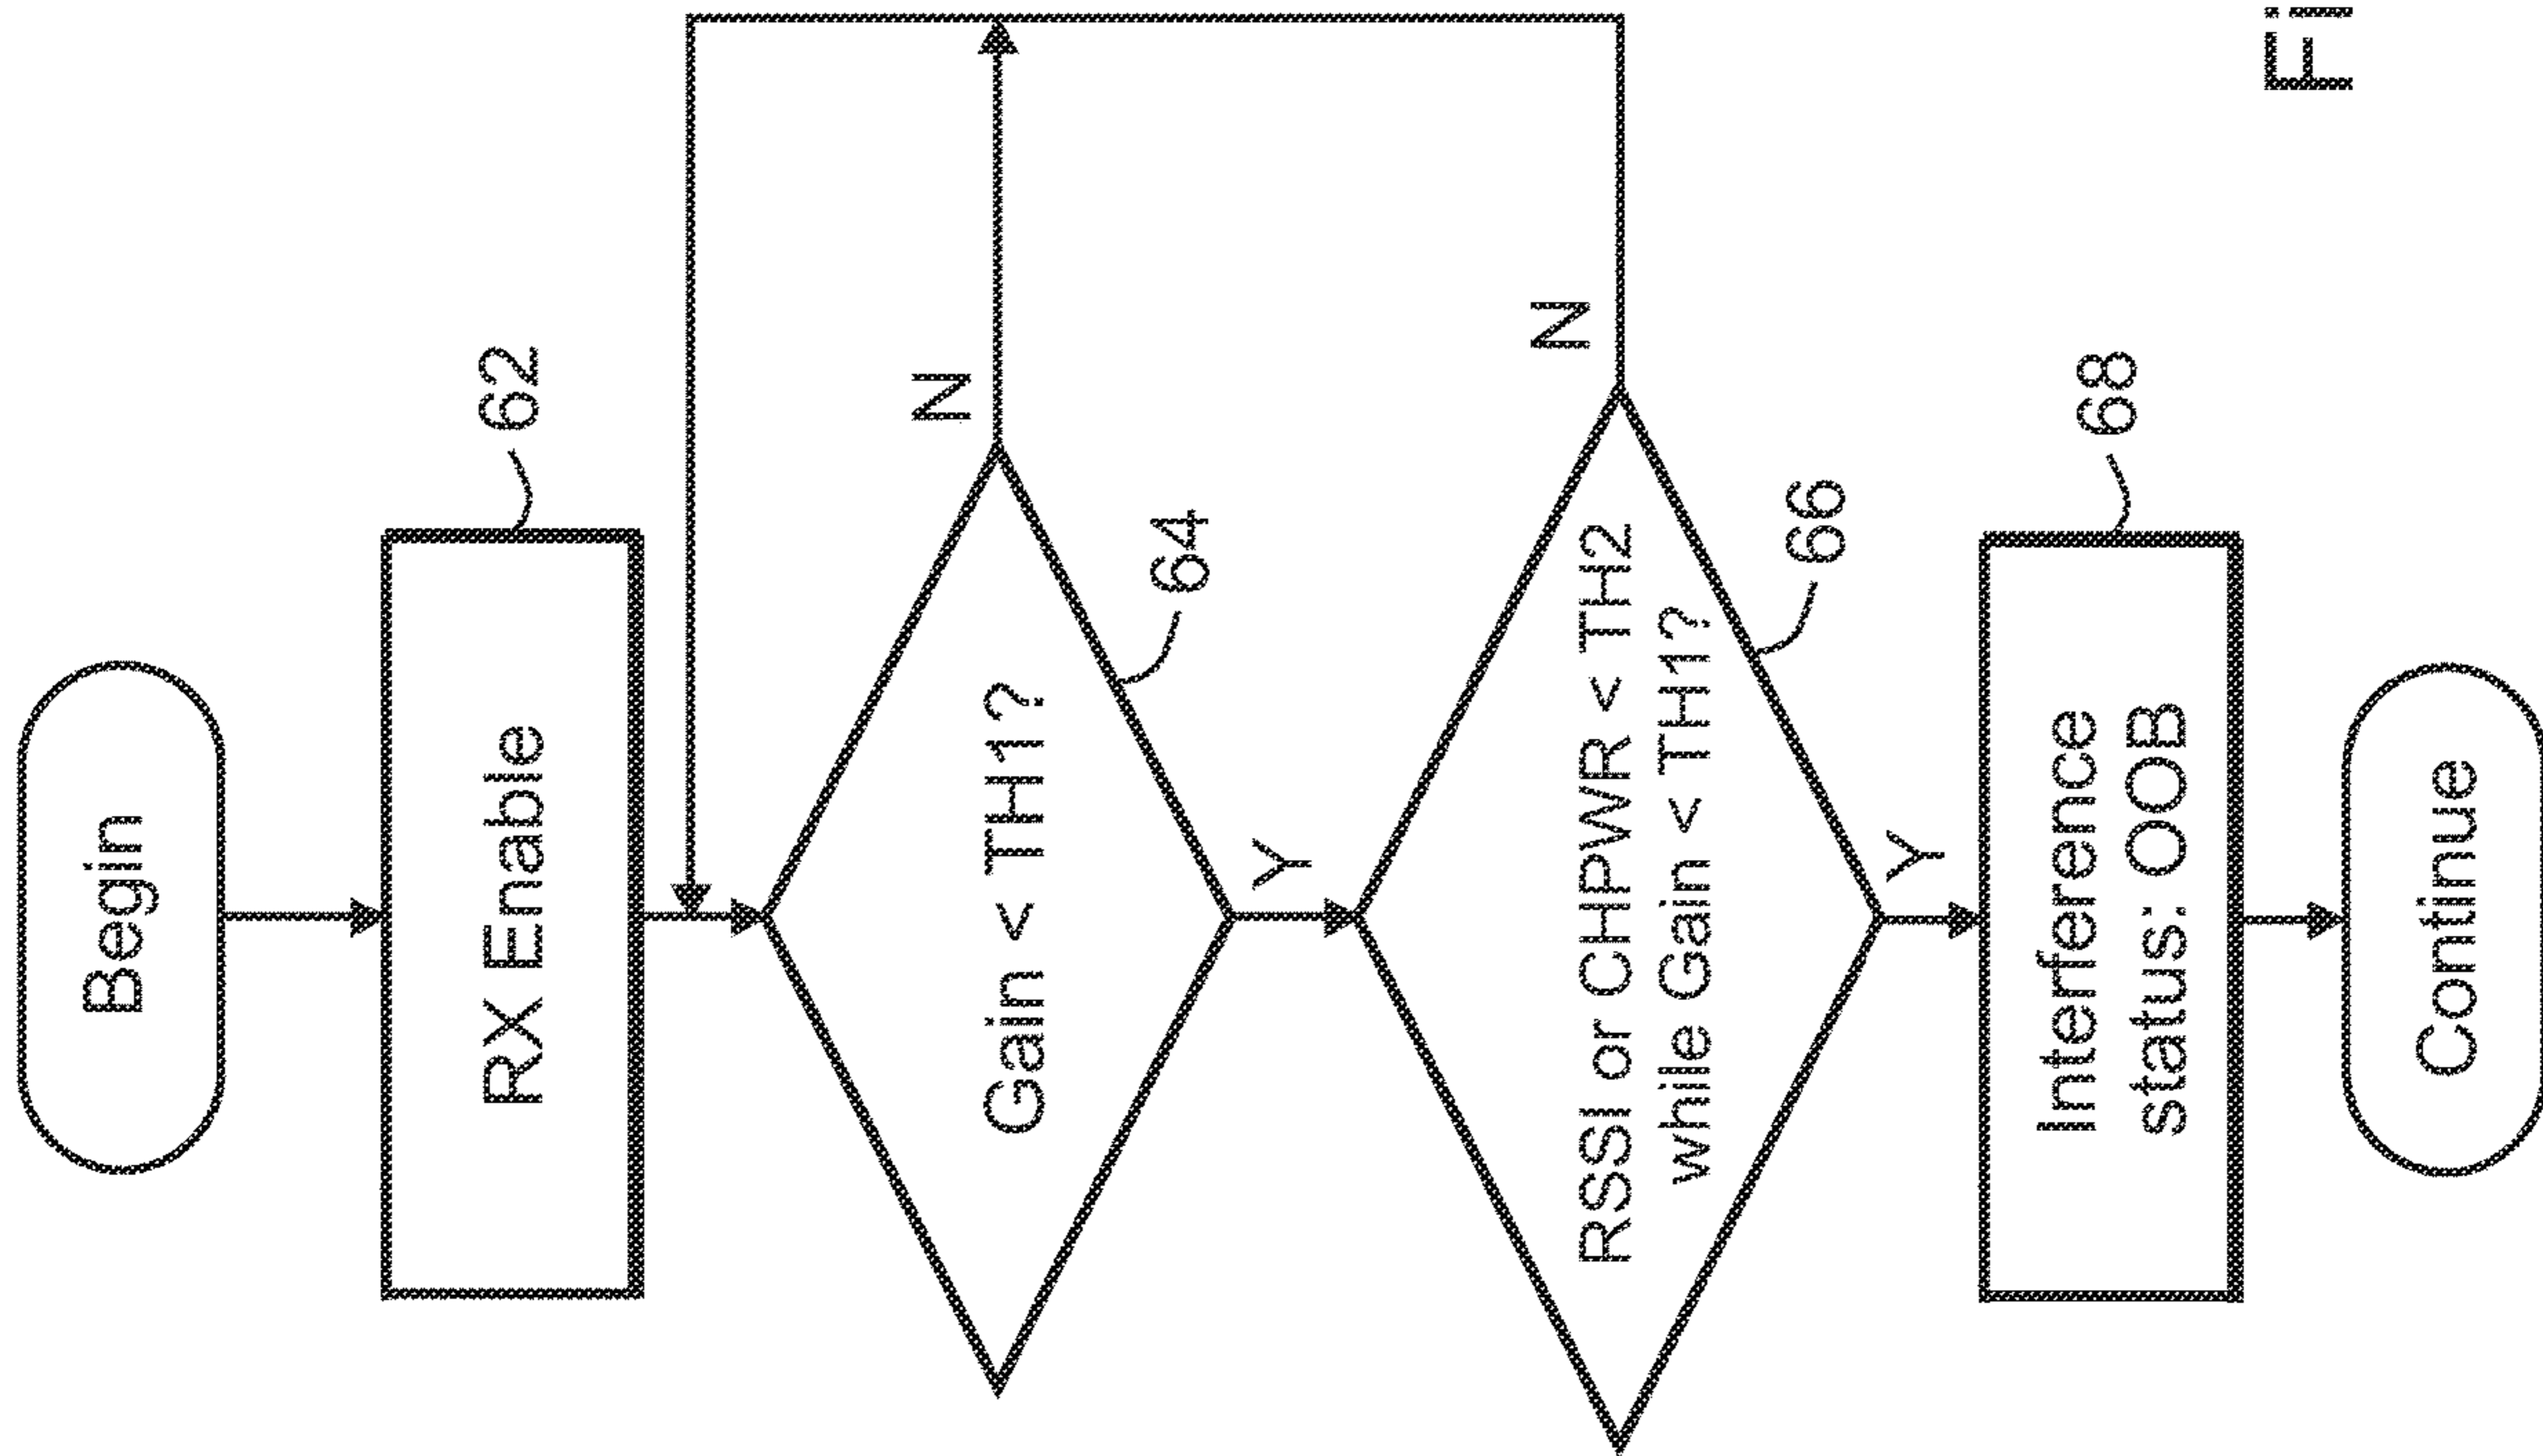 Begin
RX Enable
62
Gain < TH1?
N
64
Y
RSSI or CHPWR < TH2
while Gain < TH1?
N
66
Y
Interference
status: OOB
68
Continue